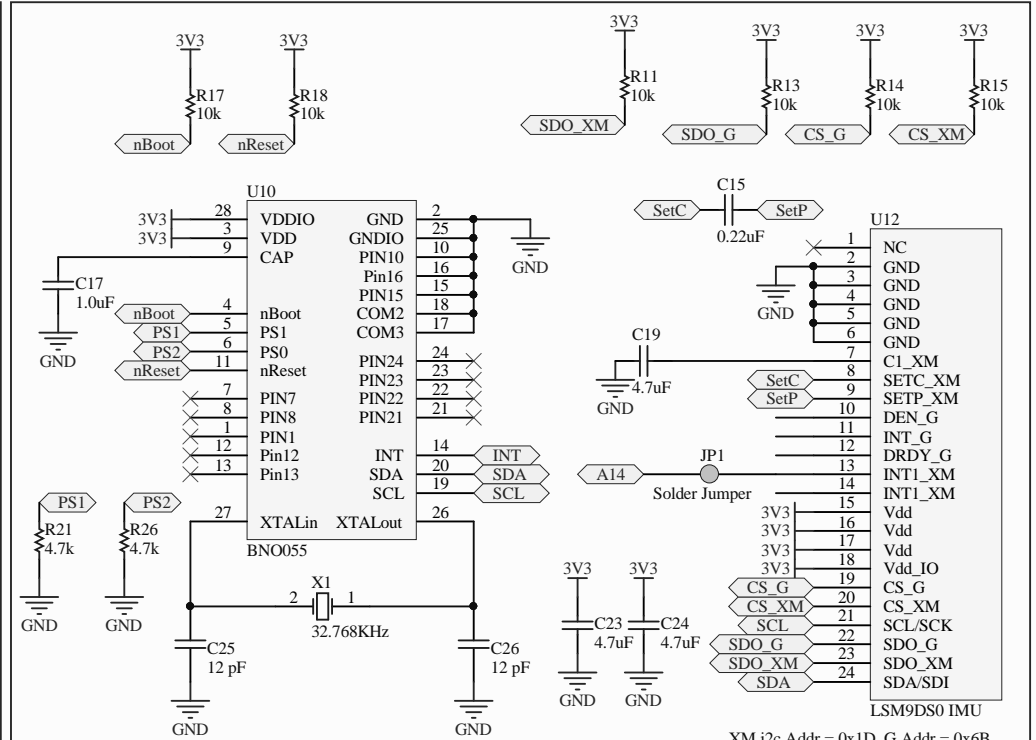 3V3
3V3
3V3
3V3
3V3
3V3
R17
10k
R18
10k
R11
10k
R13
10k
R14
10k
R15
10k
nBoot
nReset
SDO_XM
SDO_G
CS_G
CS_XM
U10
3V3 28 VDDIO GND 2
3V3 3 VDD GNDIO 25
9 CAP PIN10 10
Pin16 16
PIN15 15
nBoot 4 nBoot COM2 18
PS1 5 PS1 COM3 17
PS2 6 PS0
nReset 11 nReset PIN24 24
PIN23 23
7 PIN7 PIN22 22
8 PIN8 PIN21 21
1 PIN1
12 Pin12 INT 14 INT
13 Pin13 SDA 20 SDA
SCL 19 SCL
27 XTALin XTALout 26
BNO055
C17
1.0uF
GND
GND
PS1
R21
4.7k
GND
PS2
R26
4.7k
GND
X1
2 1
32.768KHz
C25
12 pF
GND
C26
12 pF
GND
C15
SetC SetP
0.22uF
U12
1 NC
2 GND
3 GND
4 GND
5 GND
6 GND
7 C1_XM
SetC 8 SETC_XM
SetP 9 SETP_XM
10 DEN_G
11 INT_G
12 DRDY_G
13 INT1_XM
14 INT1_XM
3V3 15 Vdd
3V3 16 Vdd
3V3 17 Vdd
3V3 18 Vdd_IO
CS_G 19 CS_G
CS_XM 20 CS_XM
SCL 21 SCL/SCK
SDO_G 22 SDO_G
SDO_XM 23 SDO_XM
SDA 24 SDA/SDI
LSM9DS0 IMU
GND
C19
4.7uF
GND
A14
JP1
Solder Jumper
3V3
C23
4.7uF
GND
3V3
C24
4.7uF
GND
XM i2c Addr = 0x1D, G Addr = 0x6B